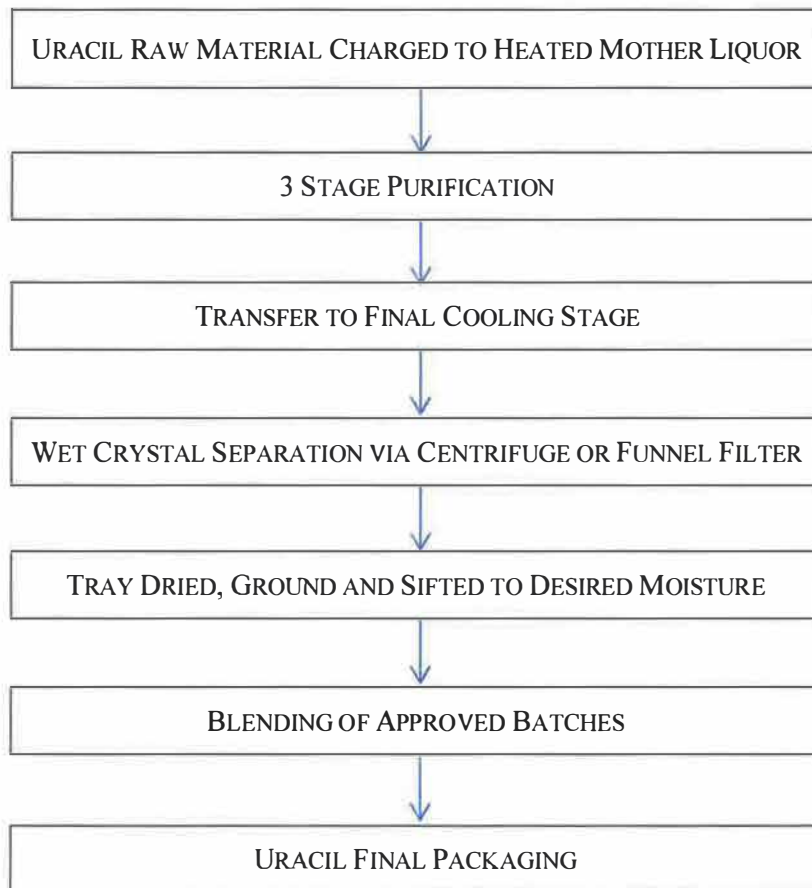 URACIL RAW MATERIAL CHARGED TO HEATED MOTHER LIQUOR
3 STAGE PURIFICATION
TRANSFER TO FINAL COOLING STAGE
WET CRYSTAL SEPARATION VIA CENTRIFUGE OR FUNNEL FILTER
TRAY DRIED, GROUND AND SIFTED TO DESIRED MOISTURE
BLENDING OF APPROVED BATCHES
URACIL FINAL PACKAGING